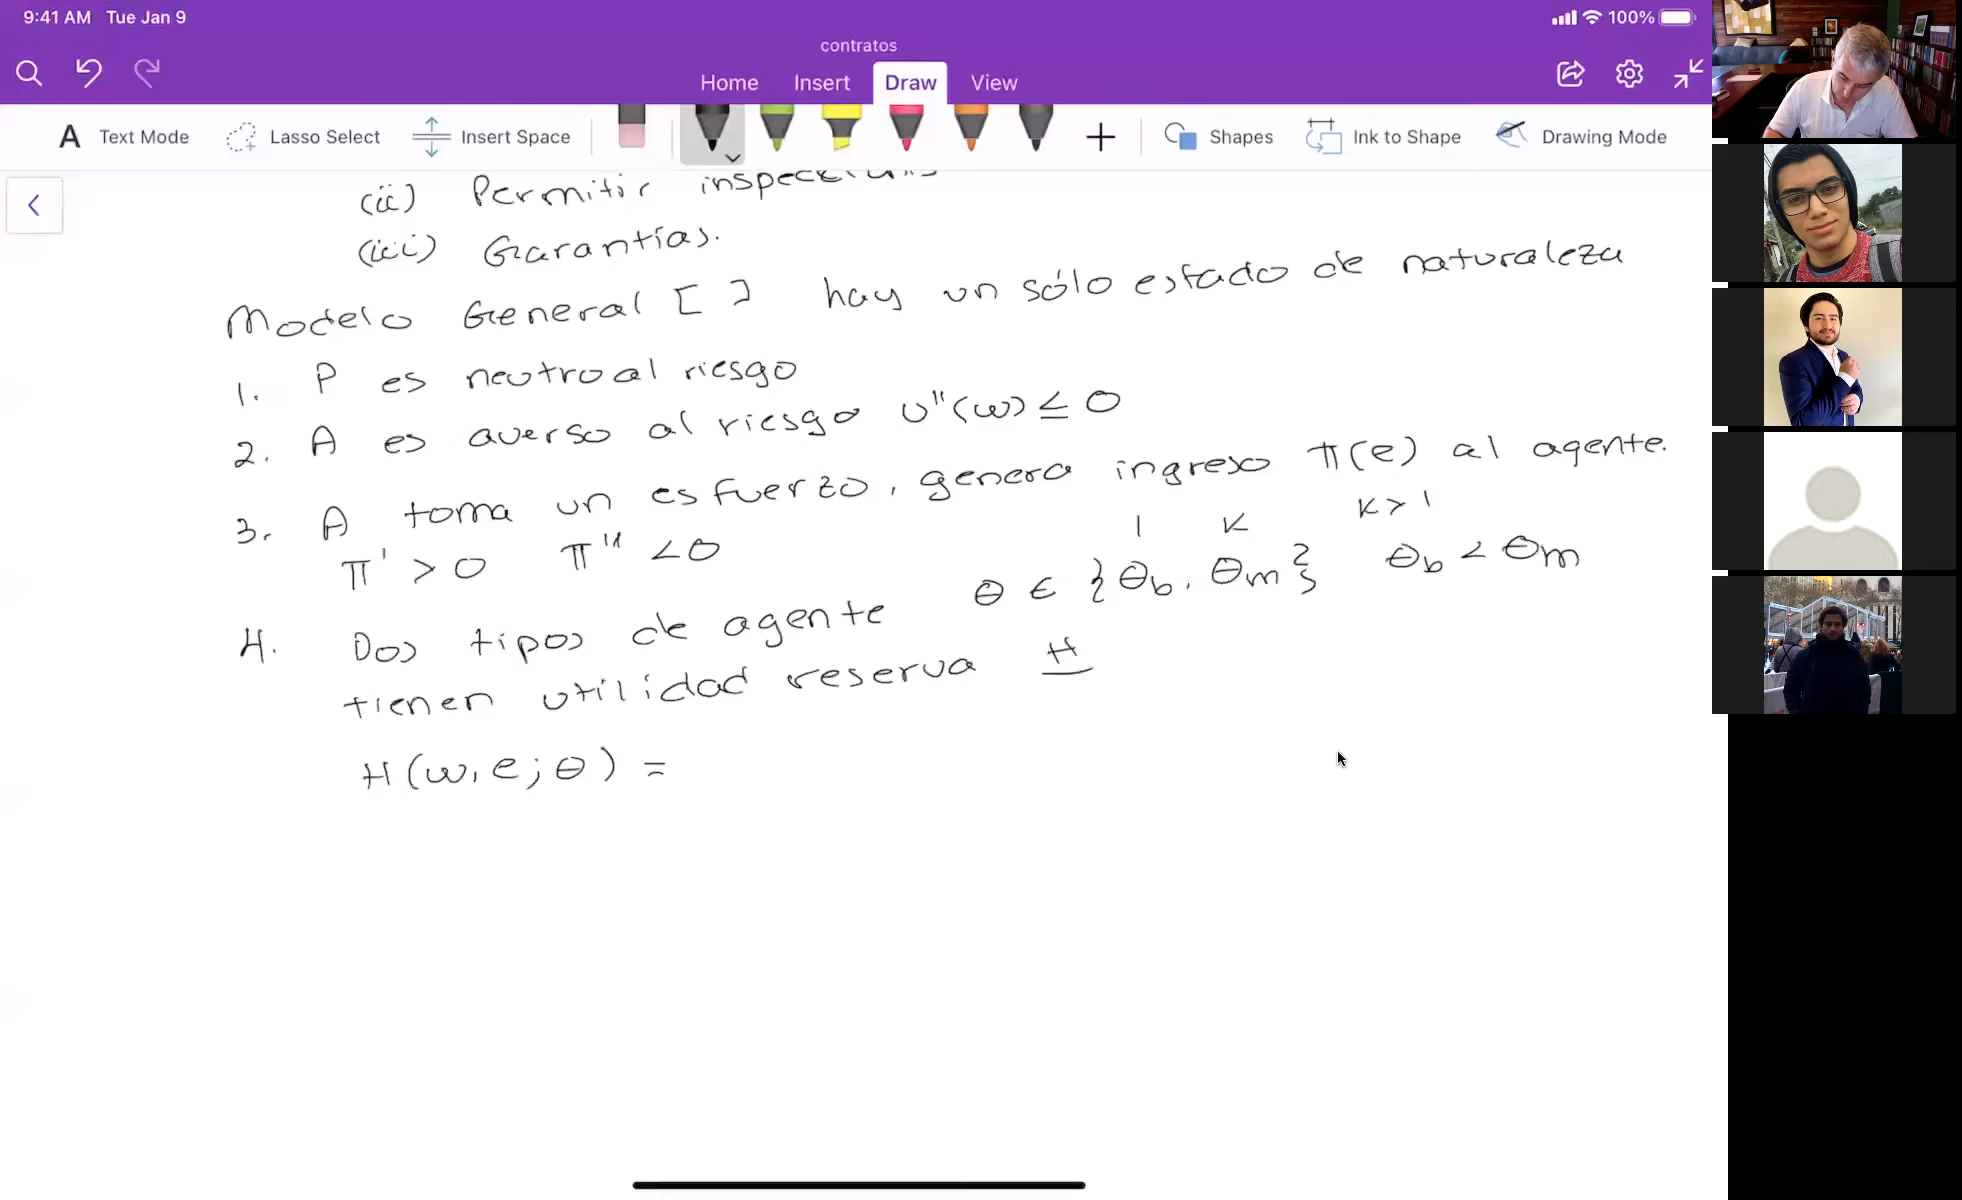 9:41 AM Tue Jan 9
100%
contratos
Home Insert Draw View
Text Mode Lasso Select Insert Space Shapes Ink to Shape Drawing Mode
(ii) Permitir
(iii) Garantías.
Modelo General [ ] hay un sólo estado de naturaleza
1. P es neutro al riesgo
2. A es averso al riesgo u''(w) ≤ 0
3. A toma un esfuerzo, genera ingreso π(e) al agente.
π' > 0 π'' < 0
1 K K > 1
4. Dos tipos de agente θ ∈ {θb, θm} θb < θm
tienen utilidad reserva H
H(w, e; θ) =